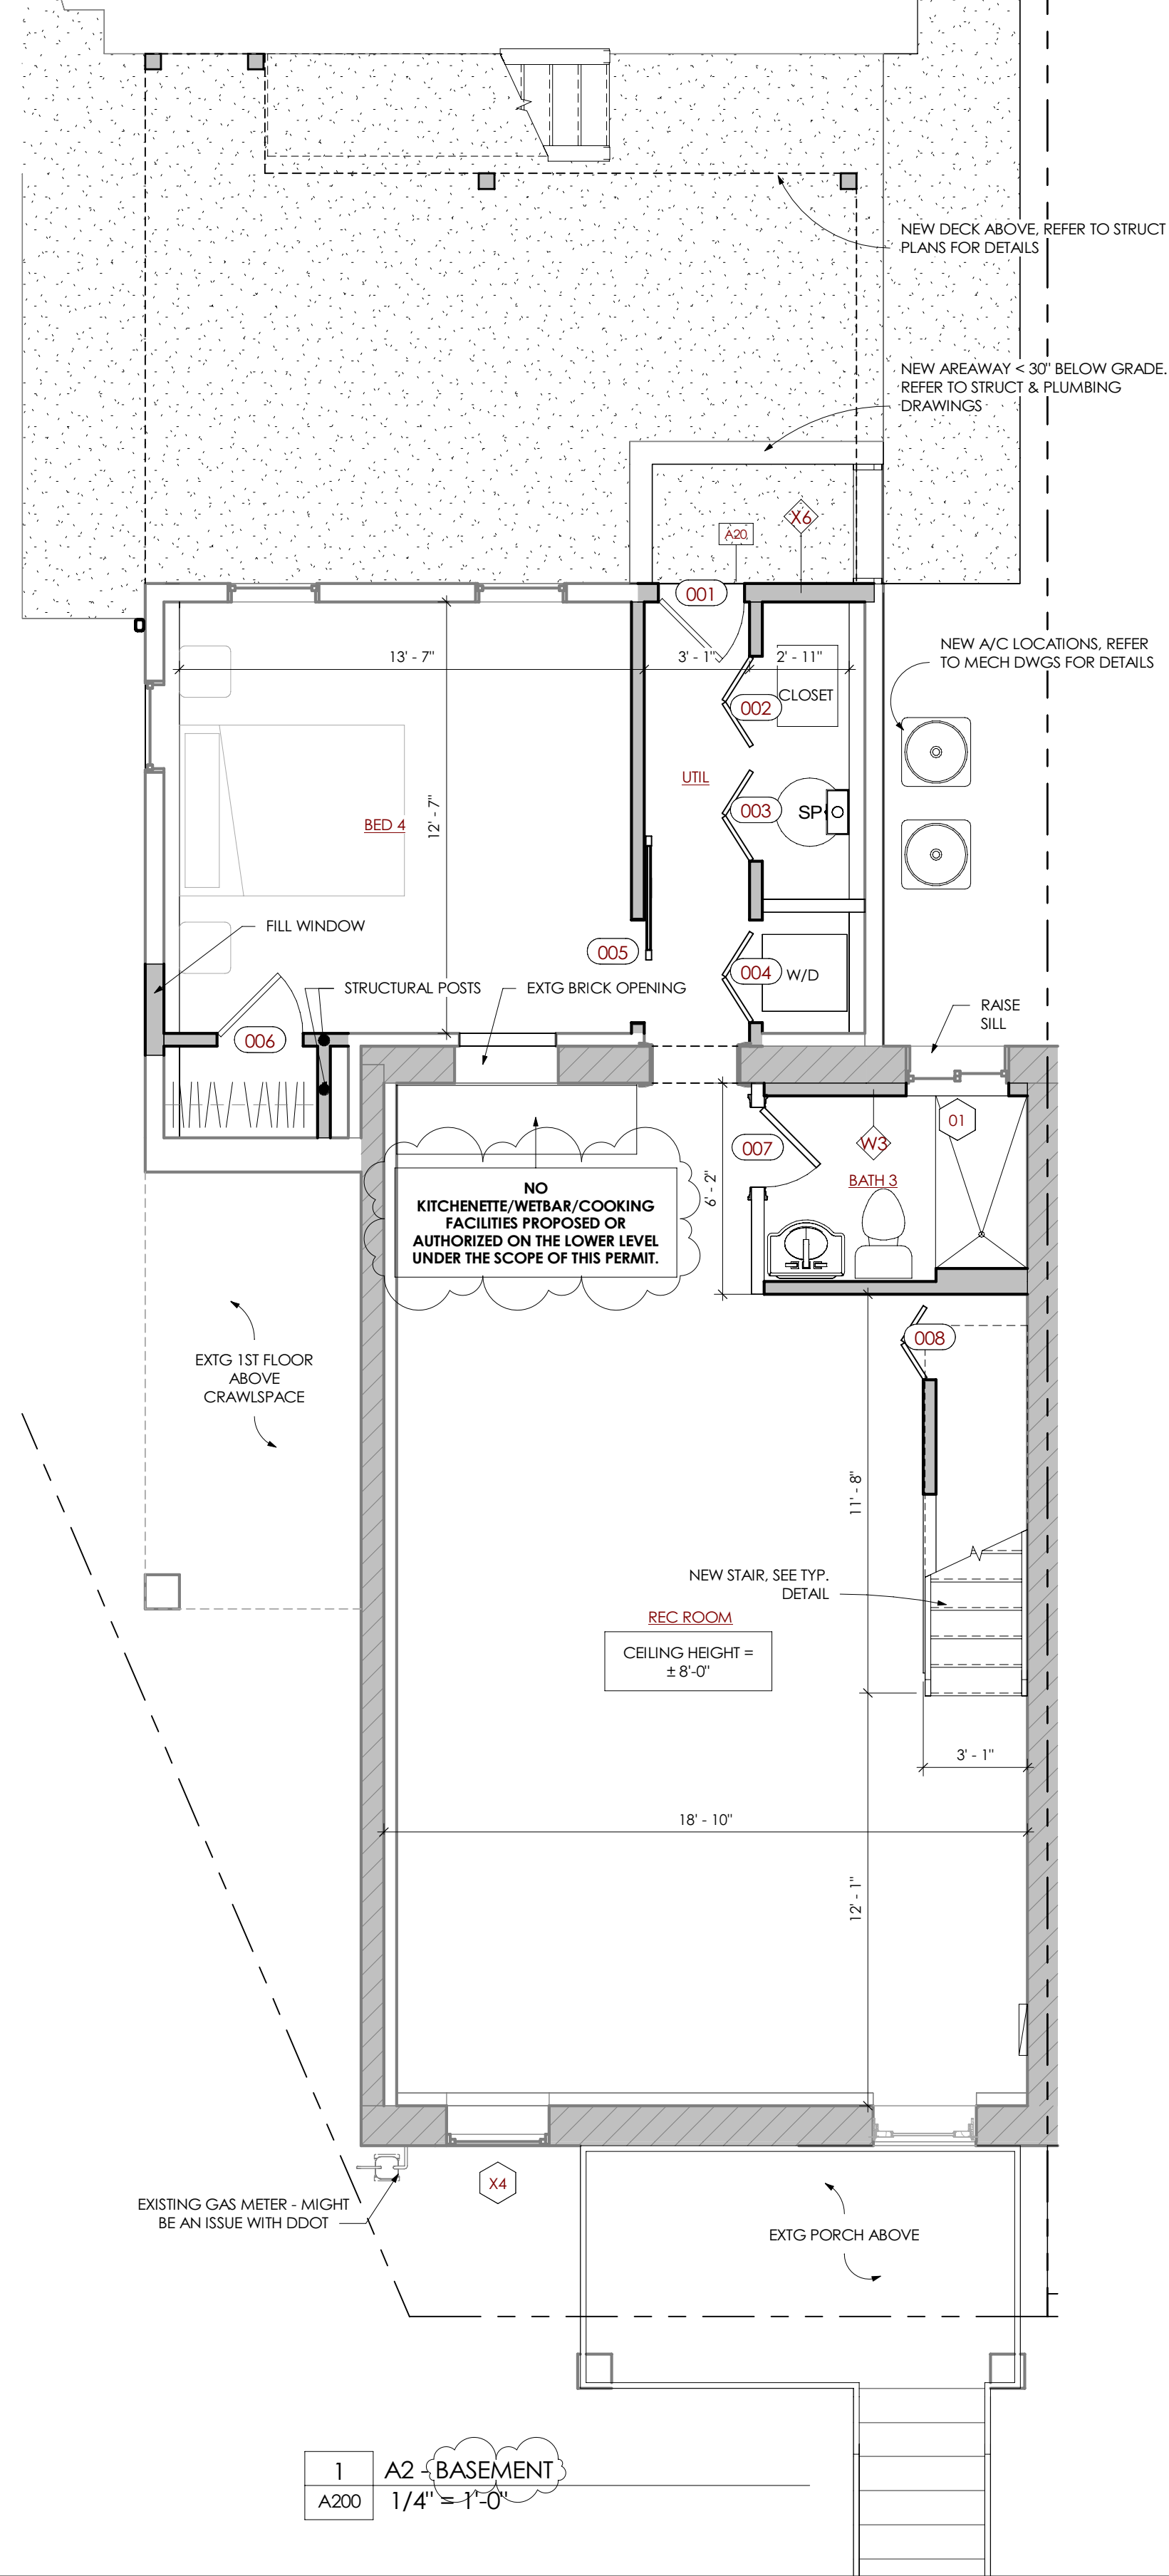 NEW DECK ABOVE, REFER TO STRUCT
PLANS FOR DETAILS
NEW AREAWAY < 30" BELOW GRADE.
REFER TO STRUCT & PLUMBING
DRAWINGS
X6
A20
001
NEW A/C LOCATIONS, REFER
TO MECH DWGS FOR DETAILS
13' - 7"
3' - 1"
2' - 11"
CLOSET
002
UTIL
003
SP
BED 4
12' - 7"
FILL WINDOW
005
004
W/D
STRUCTURAL POSTS
EXTG BRICK OPENING
RAISE
SILL
006
01
007
W3
BATH 3
6' - 2"
NO
KITCHENETTE/WETBAR/COOKING
FACILITIES PROPOSED OR
AUTHORIZED ON THE LOWER LEVEL
UNDER THE SCOPE OF THIS PERMIT.
008
EXTG 1ST FLOOR
ABOVE
CRAWLSPACE
11' - 8"
NEW STAIR, SEE TYP.
DETAIL
REC ROOM
CEILING HEIGHT =
± 8'-0"
3' - 1"
18' - 10"
12' - 1"
X4
EXISTING GAS METER - MIGHT
BE AN ISSUE WITH DDOT
EXTG PORCH ABOVE
1
A2 - BASEMENT
A200
1/4" = 1'-0"